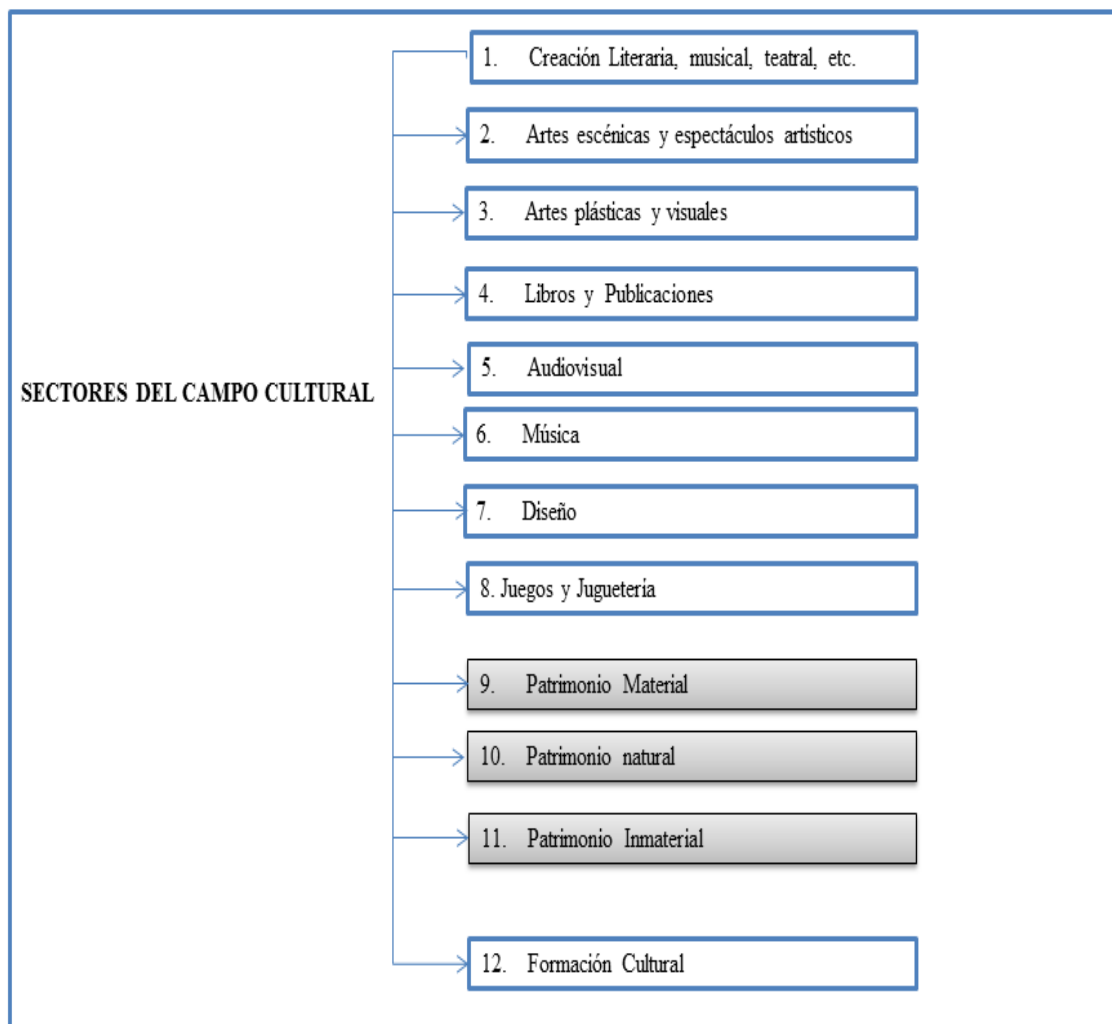 1. Creación Literaria, musical, teatral, etc.
2. Artes escénicas y espectáculos artísticos
3. Artes plásticas y visuales
4. Libros y Publicaciones
5. Audiovisual
SECTORES DEL CAMPO CULTURAL
6. Música
7. Diseño
8. Juegos y Juguetería
9. Patrimonio Material
10. Patrimonio natural
11. Patrimonio Inmaterial
12. Formación Cultural